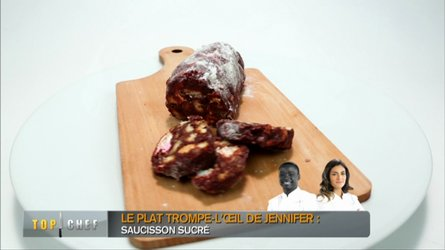 TOP CHEF
LE PLAT TROMPE-L'ŒIL DE JENNIFER :
SAUCISSON SUCRÉ